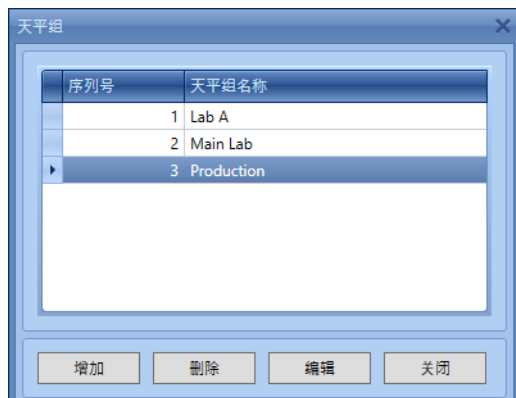 天平组
序列号 天平组名称
1 Lab A
2 Main Lab
3 Production
增加 删除 编辑 关闭